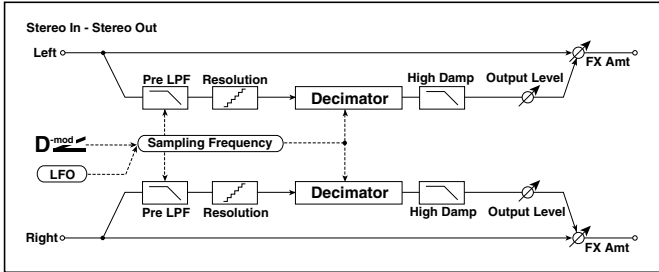 Stereo In - Stereo Out
Left
FX Amt
Pre LPF
Resolution
Decimator
High Damp
Output Level
D-mod
Sampling Frequency
LFO
Pre LPF
Resolution
Decimator
High Damp
Output Level
Right
FX Amt